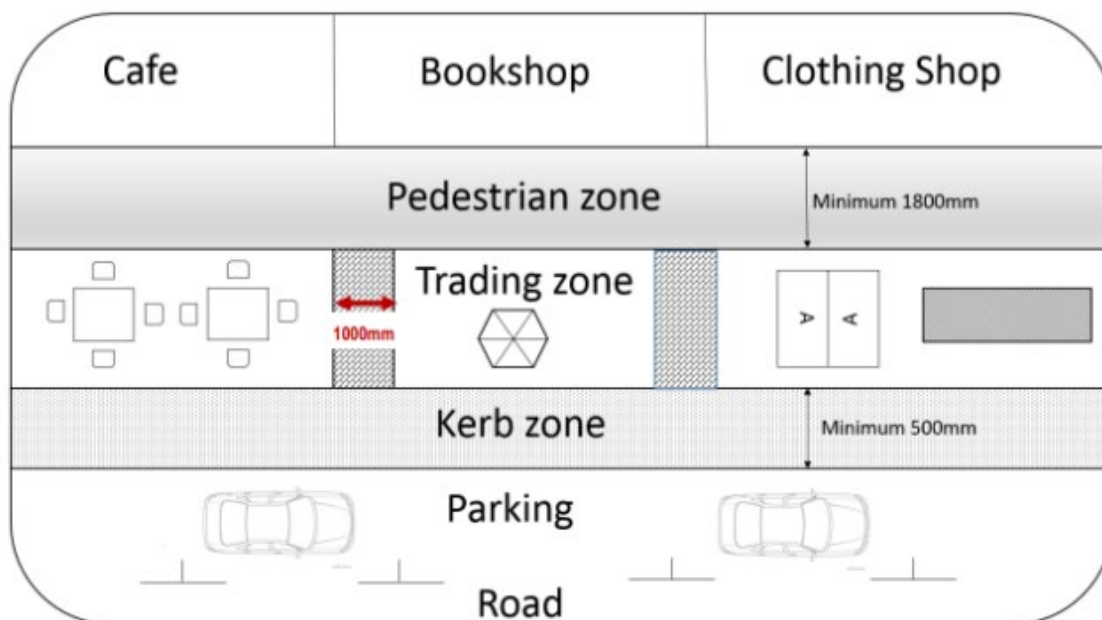 Cafe
Bookshop
Clothing Shop
Pedestrian zone
Minimum 1800mm
Trading zone
1000mm
A A
Kerb zone
Minimum 500mm
Parking
Road